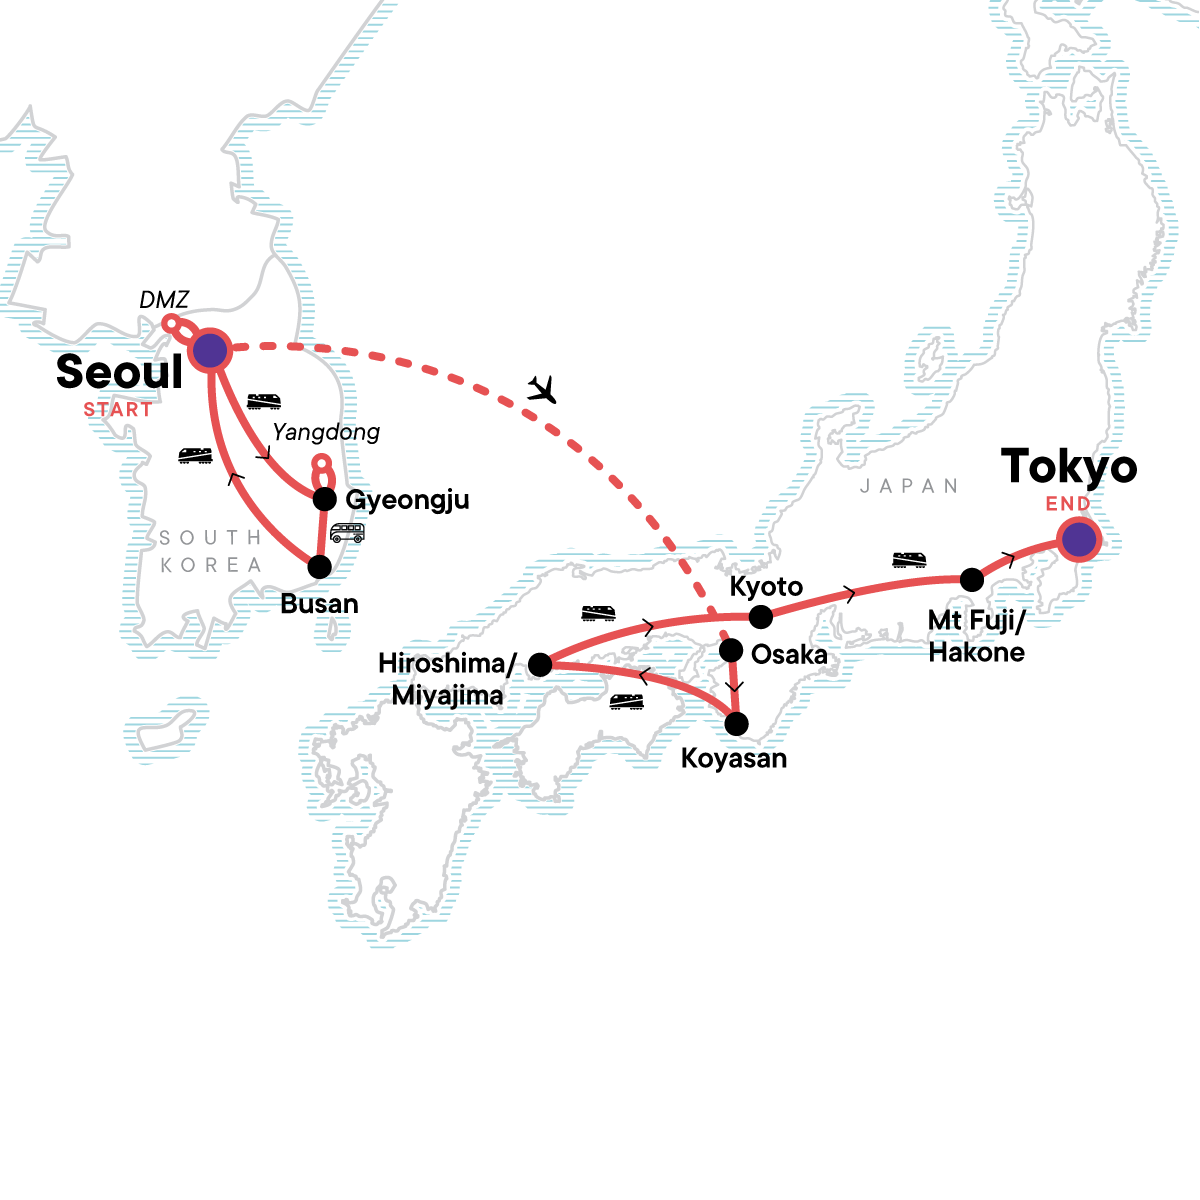 DMZ
Seoul
START
Yangdong
Gyeongju
SOUTH
KOREA
Busan
JAPAN
Tokyo
END
Kyoto
Mt Fuji/
Hakone
Osaka
Hiroshima/
Miyajima
Koyasan